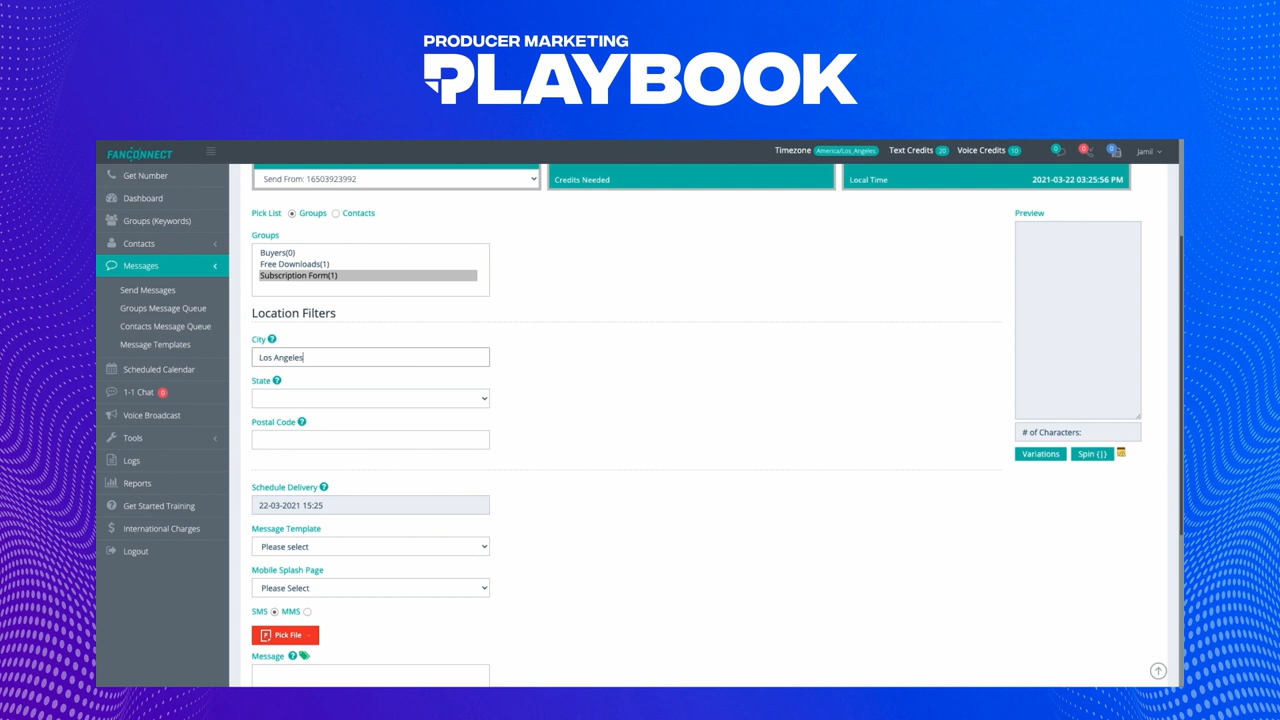 PRODUCER MARKETING
PLAYBOOK
FANCONNECT
Timezone America/Los_Angeles Text Credits 20 Voice Credits 10 0 0 0 Jamil
Get Number
Dashboard
Groups (Keywords)
Contacts
Messages
Send Messages
Groups Message Queue
Contacts Message Queue
Message Templates
Scheduled Calendar
1-1 Chat 0
Voice Broadcast
Tools
Logs
Reports
Get Started Training
International Charges
Logout
Send From: 16503923992
Credits Needed
Local Time 2021-03-22 03:25:56 PM
Pick List Groups Contacts
Groups
Buyers(0)
Free Downloads(1)
Subscription Form(1)
Location Filters
City ?
Los Angeles
State ?
Postal Code ?
Schedule Delivery ?
22-03-2021 15:25
Message Template
Please select
Mobile Splash Page
Please Select
SMS MMS
Pick File
Message ?
Preview
# of Characters:
Variations Spin {|}